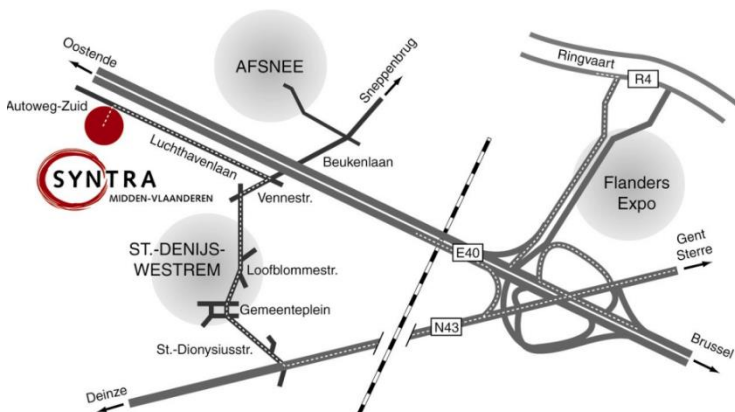 Oostende
AFSNEE
Sneppenbrug
Ringvaart
R4
Autoweg-Zuid
Luchthavenlaan
Beukenlaan
SYNTRA
MIDDEN-VLAANDEREN
Vennestr.
Flanders
Expo
ST.-DENIJS-
WESTREM
E40
Gent
Sterre
Loofblommestr.
Gemeenteplein
N43
St.-Dionysiusstr.
Brussel
Deinze